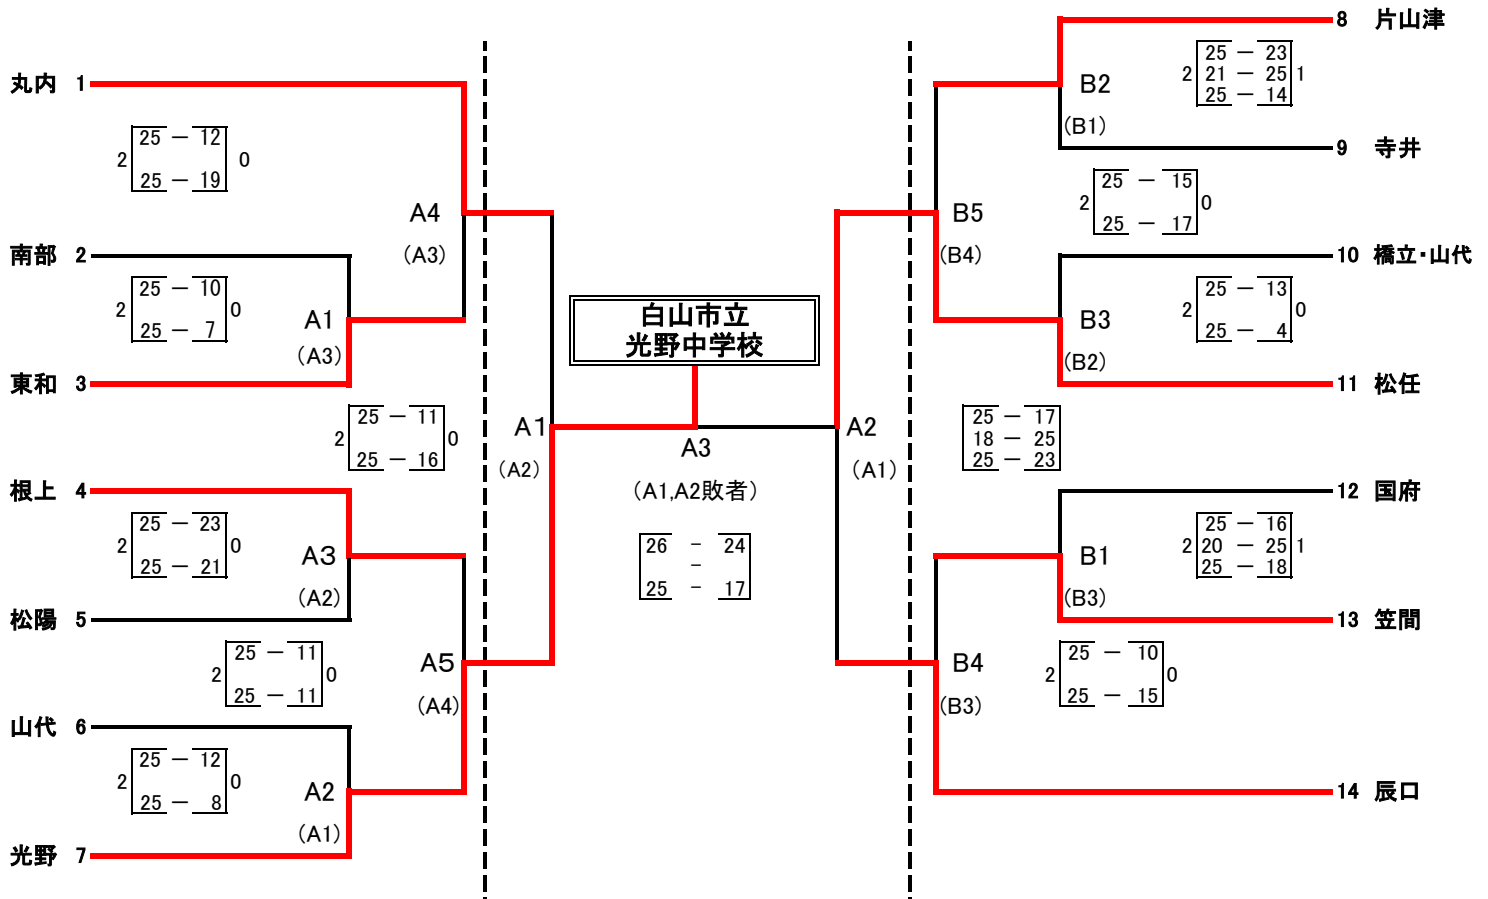 8 片山津
25 － 23
2 21 － 25 1
25 － 14
丸内 1
B2
(B1)
25 － 12
2 0
25 － 19
9 寺井
25 － 15
2 0
25 － 17
A4
B5
南部 2
(A3)
(B4)
10 橋立・山代
25 － 10
2 0
25 － 7
25 － 13
2 0
25 － 4
A1
(A3)
白山市立
光野中学校
B3
(B2)
東和 3
11 松任
25 － 11
2 0
25 － 16
A1
(A2)
A3
(A1,A2敗者)
A2
(A1)
25 － 17
18 － 25
25 － 23
根上 4
12 国府
25 － 23
2 0
25 － 21
A3
(A2)
26 - 24
-
25 - 17
B1
(B3)
25 － 16
2 20 － 25 1
25 － 18
松陽 5
13 笠間
25 － 11
2 0
25 － 11
A5
(A4)
B4
(B3)
25 － 10
2 0
25 － 15
山代 6
25 － 12
2 0
25 － 8
A2
(A1)
14 辰口
光野 7